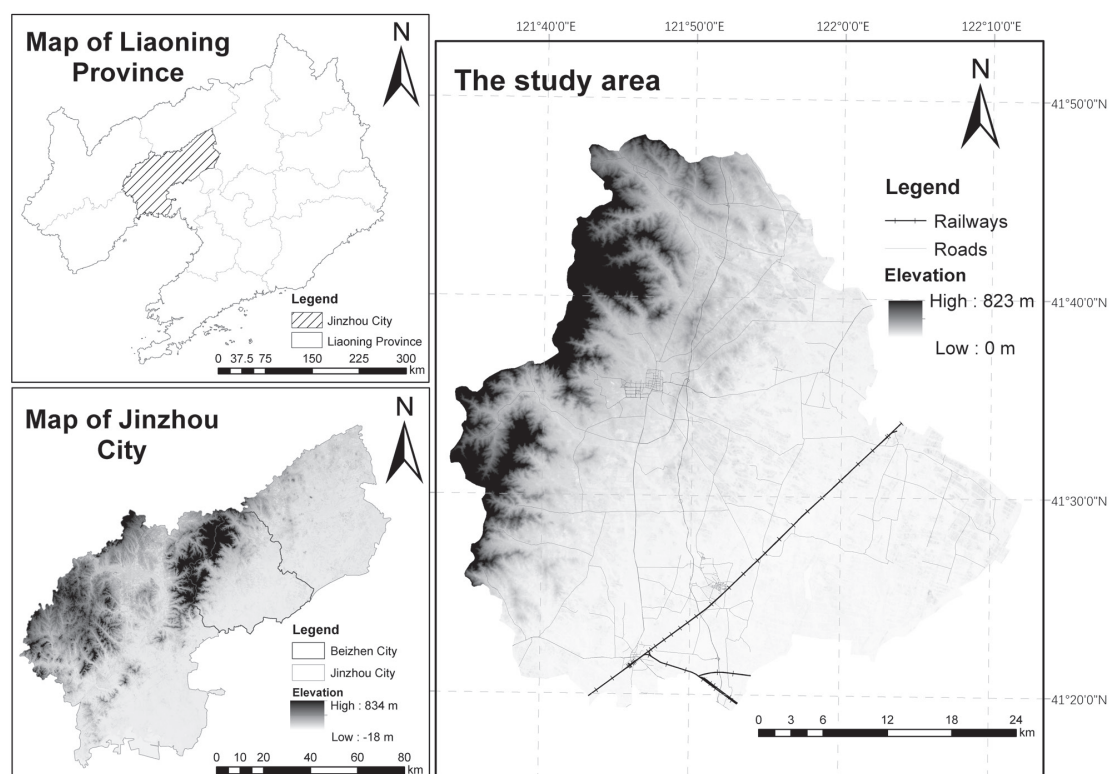 Map of Liaoning
Province
N
Legend
Jinzhou City
Liaoning Province
0 37.5 75 150 225 300
km
Map of Jinzhou
City
N
Legend
Beizhen City
Jinzhou City
Elevation
High : 834 m
Low : -18 m
0 10 20 40 60 80
km
121°40'0"E 121°50'0"E 122°0'0"E 122°10'0"E
The study area
N
41°50'0"N
Legend
Railways
Roads
Elevation
High : 823 m
41°40'0"N
Low : 0 m
41°30'0"N
41°20'0"N
0 3 6 12 18 24
km